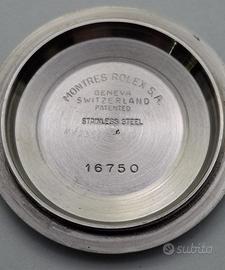 MONTRES ROLEX S.A.
GENEVA
SWITZERLAND
PATENTED
STAINLESS STEEL
16750
subito